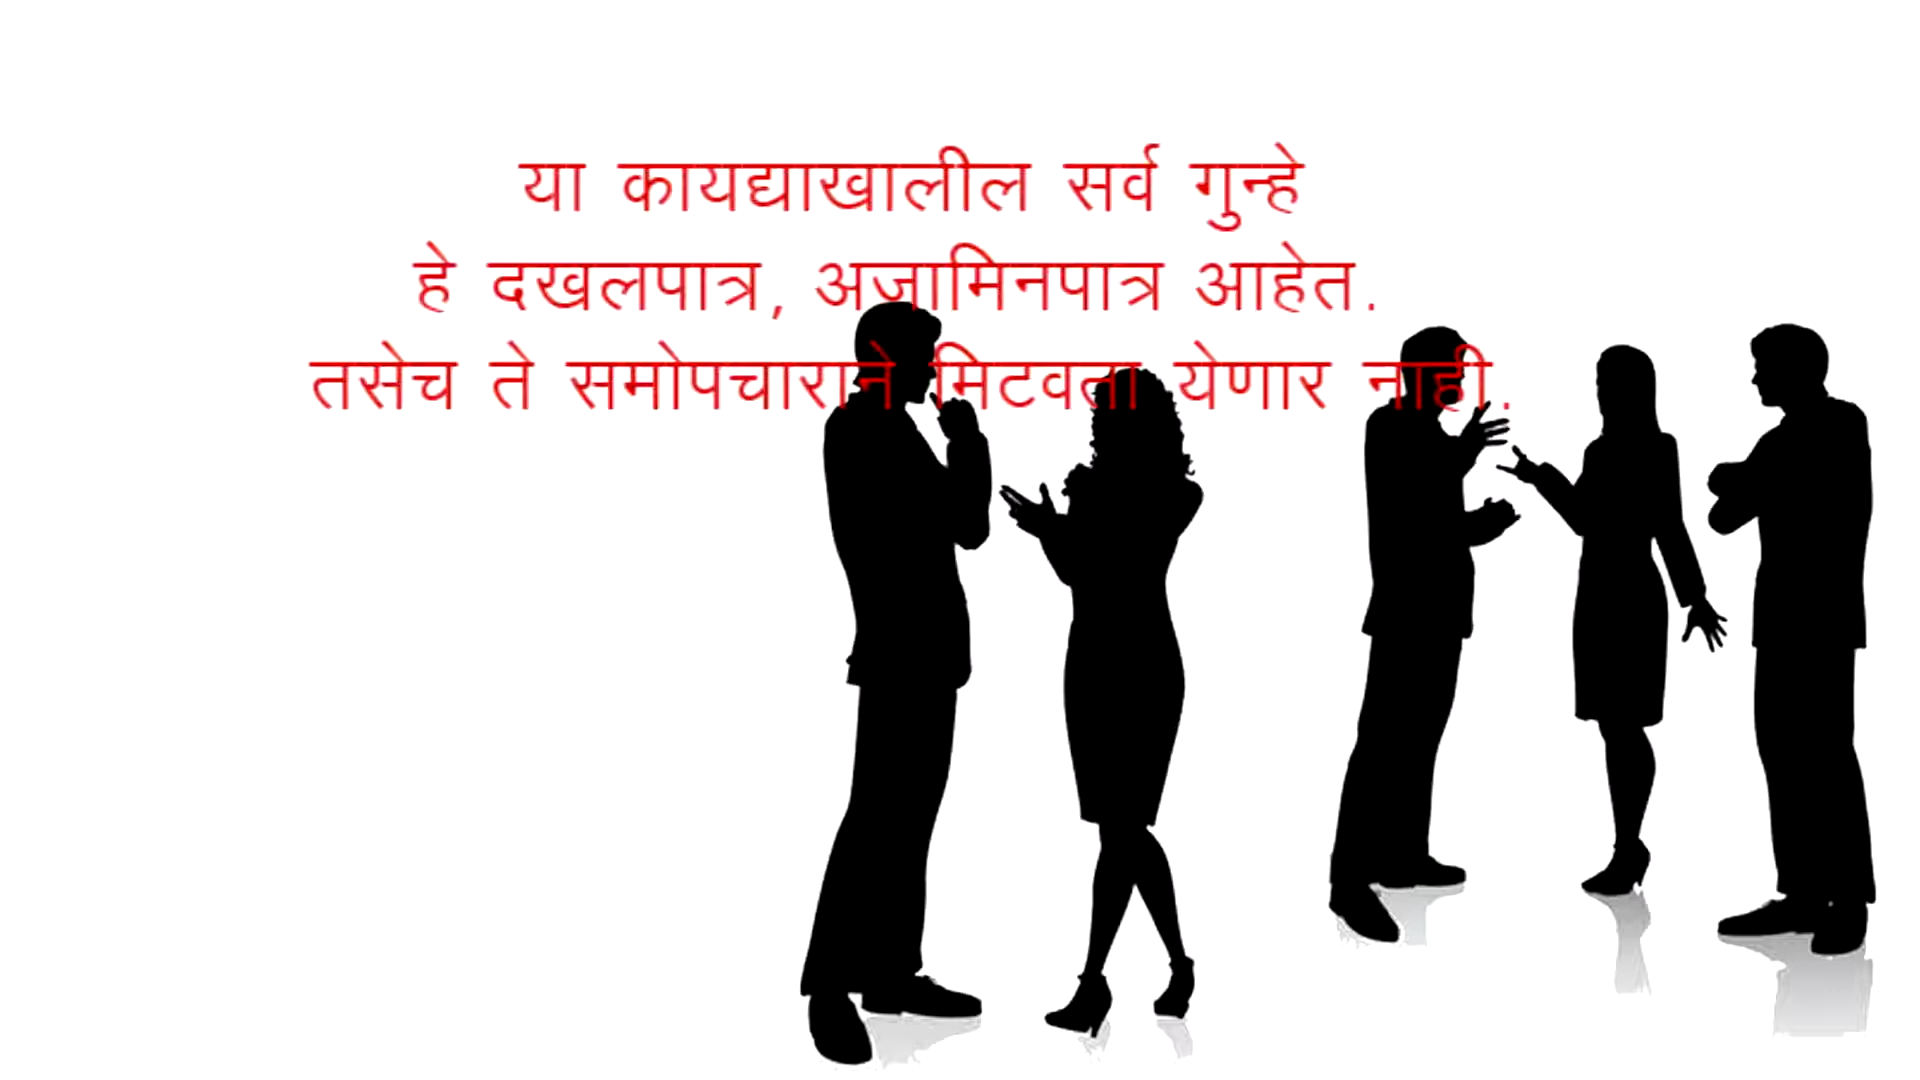 या कायद्याखालील सर्व गुन्हे
हे दखलपात्र, अजामिनपात्र आहेत.
तसेच ते समोपचाराने मिटवता येणार नाही.